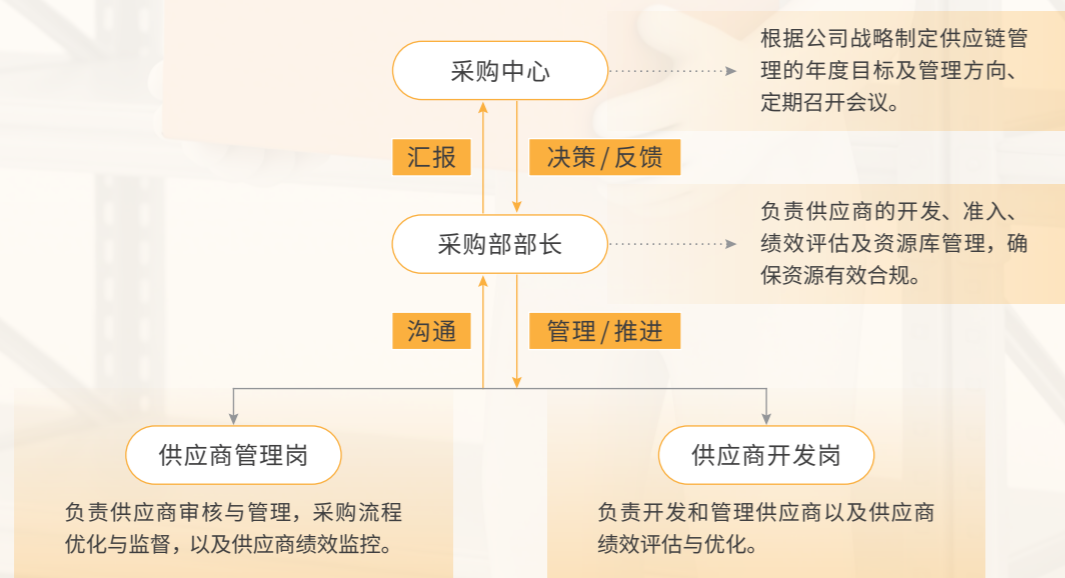 采购中心
根据公司战略制定供应链管
理的年度目标及管理方向、
定期召开会议。
汇报
决策/反馈
采购部部长
负责供应商的开发、准入、
绩效评估及资源库管理，确
保资源有效合规。
沟通
管理/推进
供应商管理岗
负责供应商审核与管理，采购流程
优化与监督，以及供应商绩效监控。
供应商开发岗
负责开发和管理供应商以及供应商
绩效评估与优化。